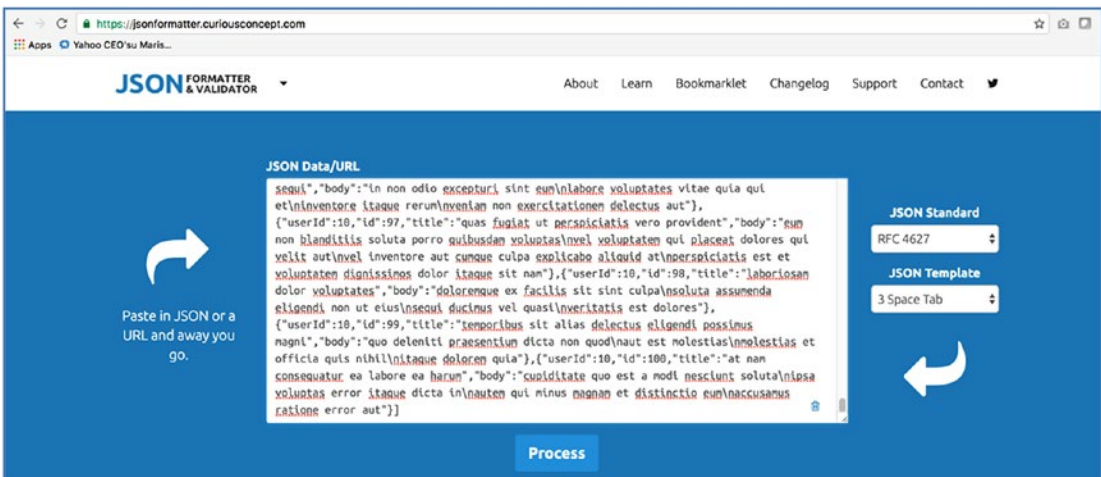 https://jsonformatter.curiousconcept.com
Apps Yahoo CEO'su Maris...
JSON FORMATTER & VALIDATOR
About Learn Bookmarklet Changelog Support Contact
JSON Data/URL
sequi","body":"in non odio excepturi sint eum\nlabore voluptates vitae quia qui
et\ninventore itaque rerum\nveniam non exercitationem delectus aut"},
{"userId":10,"id":97,"title":"quas fugiat ut perspiciatis vero provident","body":"eum
non blanditiis soluta porro quibusdam voluptas\nvel voluptatem qui placeat dolores qui
velit aut\nvel inventore aut cumque culpa explicabo aliquid at\nperspiciatis est et
voluptatem dignissimos dolor itaque sit nam"},{"userId":10,"id":98,"title":"laboriosam
dolor voluptates","body":"doloremque ex facilis sit sint culpa\nsoluta assumenda
eligendi non ut eius\nsequi ducimus vel quasi\nveritatis est dolores"},
{"userId":10,"id":99,"title":"temporibus sit alias delectus eligendi possimus
magni","body":"quo deleniti praesentium dicta non quod\naut est molestias\nmolestias et
officia quis nihil\nitaque dolorem quia"},{"userId":10,"id":100,"title":"at nam
consequatur ea labore ea harum","body":"cupiditate quo est a modi nesciunt soluta\nipsa
voluptas error itaque dicta in\nautem qui minus magnam et distinctio eum\naccusamus
ratione error aut"}]
Paste in JSON or a
URL and away you
go.
JSON Standard
RFC 4627
JSON Template
3 Space Tab
Process